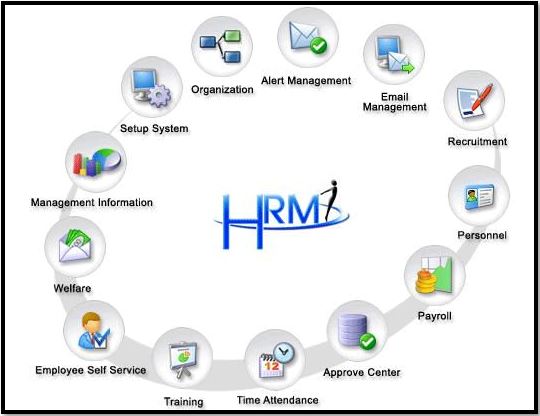 Organization
Alert Management
Email
Management
Setup System
Recruitment
Management Information
HRMi
Personnel
Welfare
Payroll
Employee Self Service
12
Training
Time Attendance
Approve Center